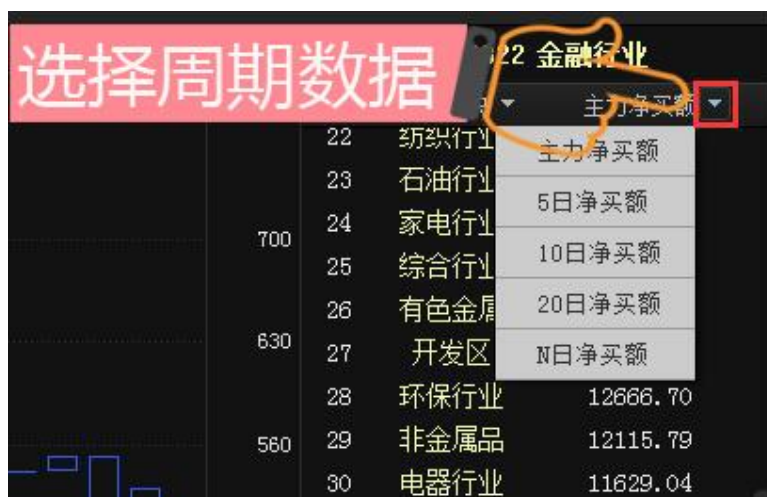 选择周期数据
22 金融行业
主力净买额
22 纺织行业
主力净买额
23 石油行业
5日净买额
24 家电行业
700
10日净买额
25 综合行业
26 有色金属
20日净买额
630
27 开发区
N日净买额
28 环保行业 12666.70
560
29 非金属品 12115.79
30 电器行业 11629.04